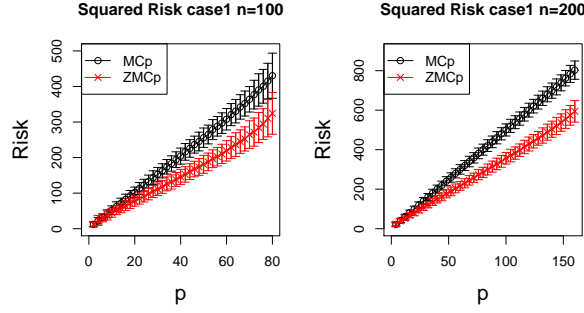 Squared Risk case1 n=100
MCp
ZMCp
Risk
0 100 200 300 400 500
0 20 40 60 80
p
Squared Risk case1 n=200
MCp
ZMCp
Risk
0 200 400 600 800
0 50 100 150
p